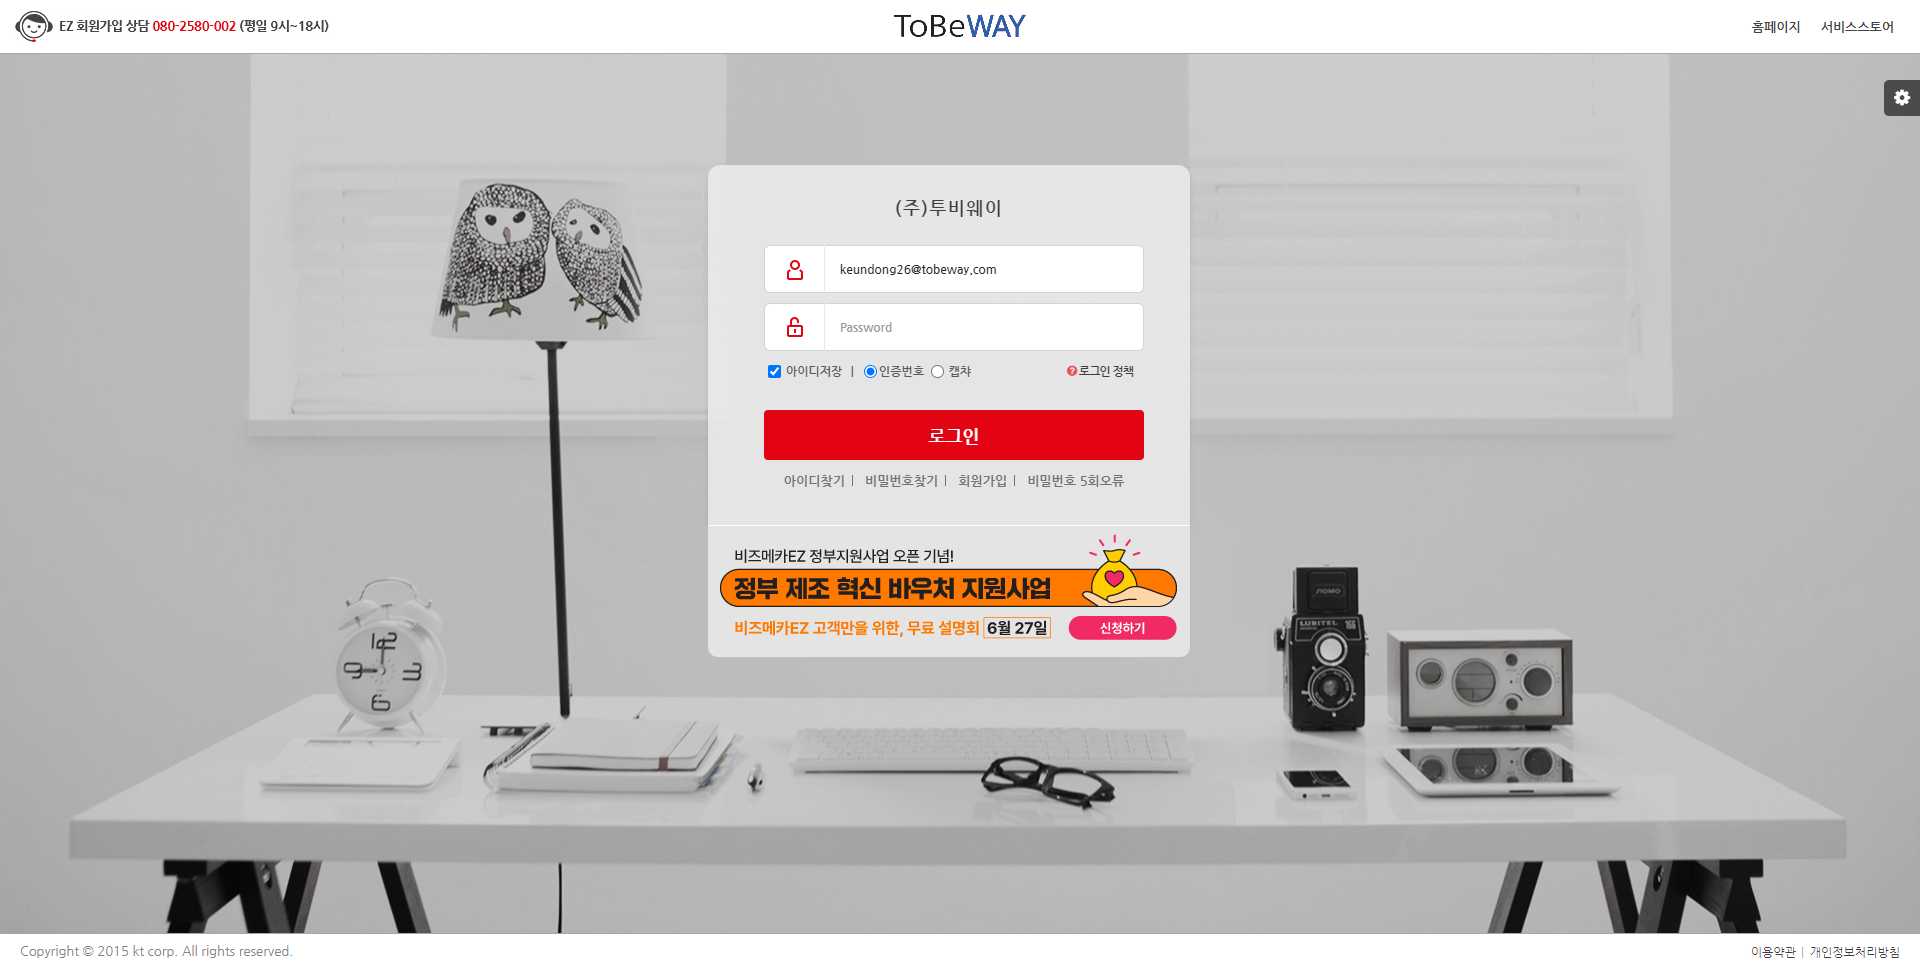 EZ 회원가입 상담 080-2580-002 (평일 9시~18시)
ToBeWAY
홈페이지 서비스스토어
(주)투비웨이
keundong26@tobeway.com
Password
아이디저장 | 인증번호 캡챠 ? 로그인 정책
로그인
아이디찾기 | 비밀번호찾기 | 회원가입 | 비밀번호 5회오류
비즈메카EZ 정부지원사업 오픈 기념!
정부 제조 혁신 바우처 지원사업
비즈메카EZ 고객만을 위한, 무료 설명회 6월 27일 신청하기
12
9 3
6
LUBITEL 166
Copyright © 2015 kt corp. All rights reserved.
이용약관 | 개인정보처리방침